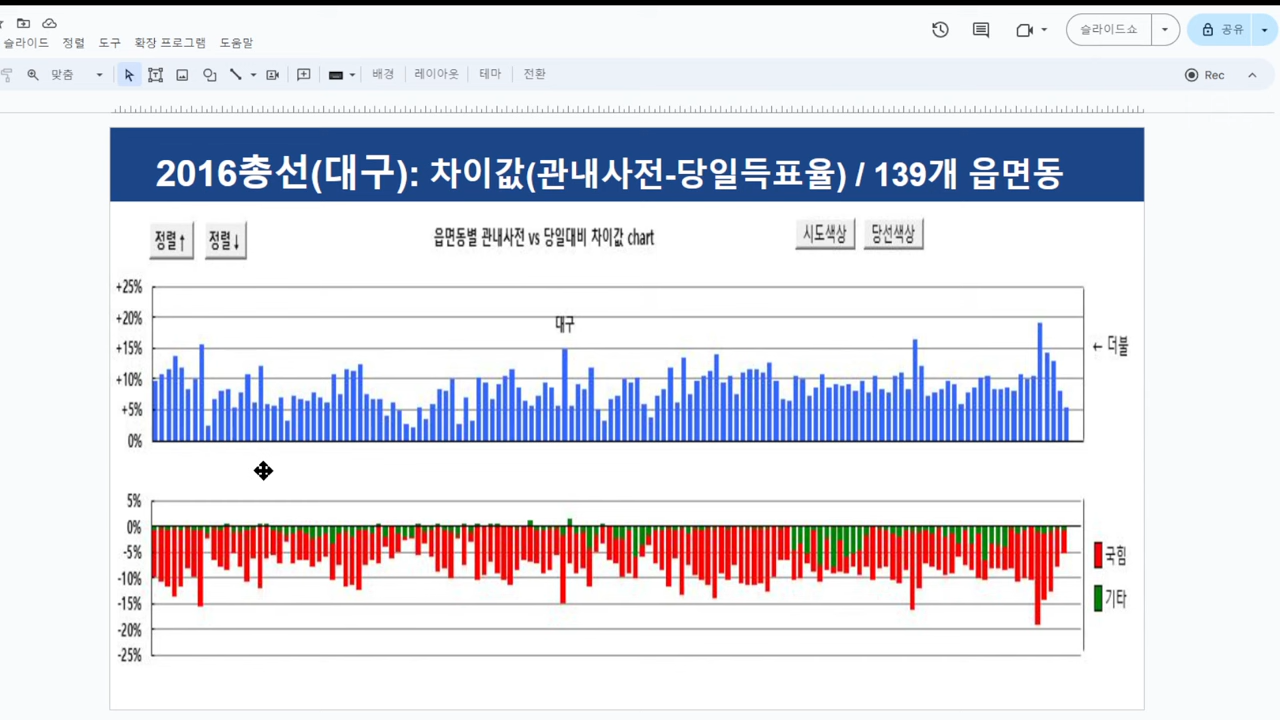 슬라이드 정렬 도구 확장 프로그램 도움말
슬라이드쇼
공유
맞춤
배경 레이아웃 테마 전환
Rec
2016총선(대구): 차이값(관내사전-당일득표율) / 139개 읍면동
정렬↑ 정렬↓
읍면동별 관내사전 vs 당일대비 차이값 chart
시도색상 당선색상
+25%
+20%
+15%
+10%
+5%
0%
대구
← 더불
5%
0%
-5%
-10%
-15%
-20%
-25%
국힘
기타